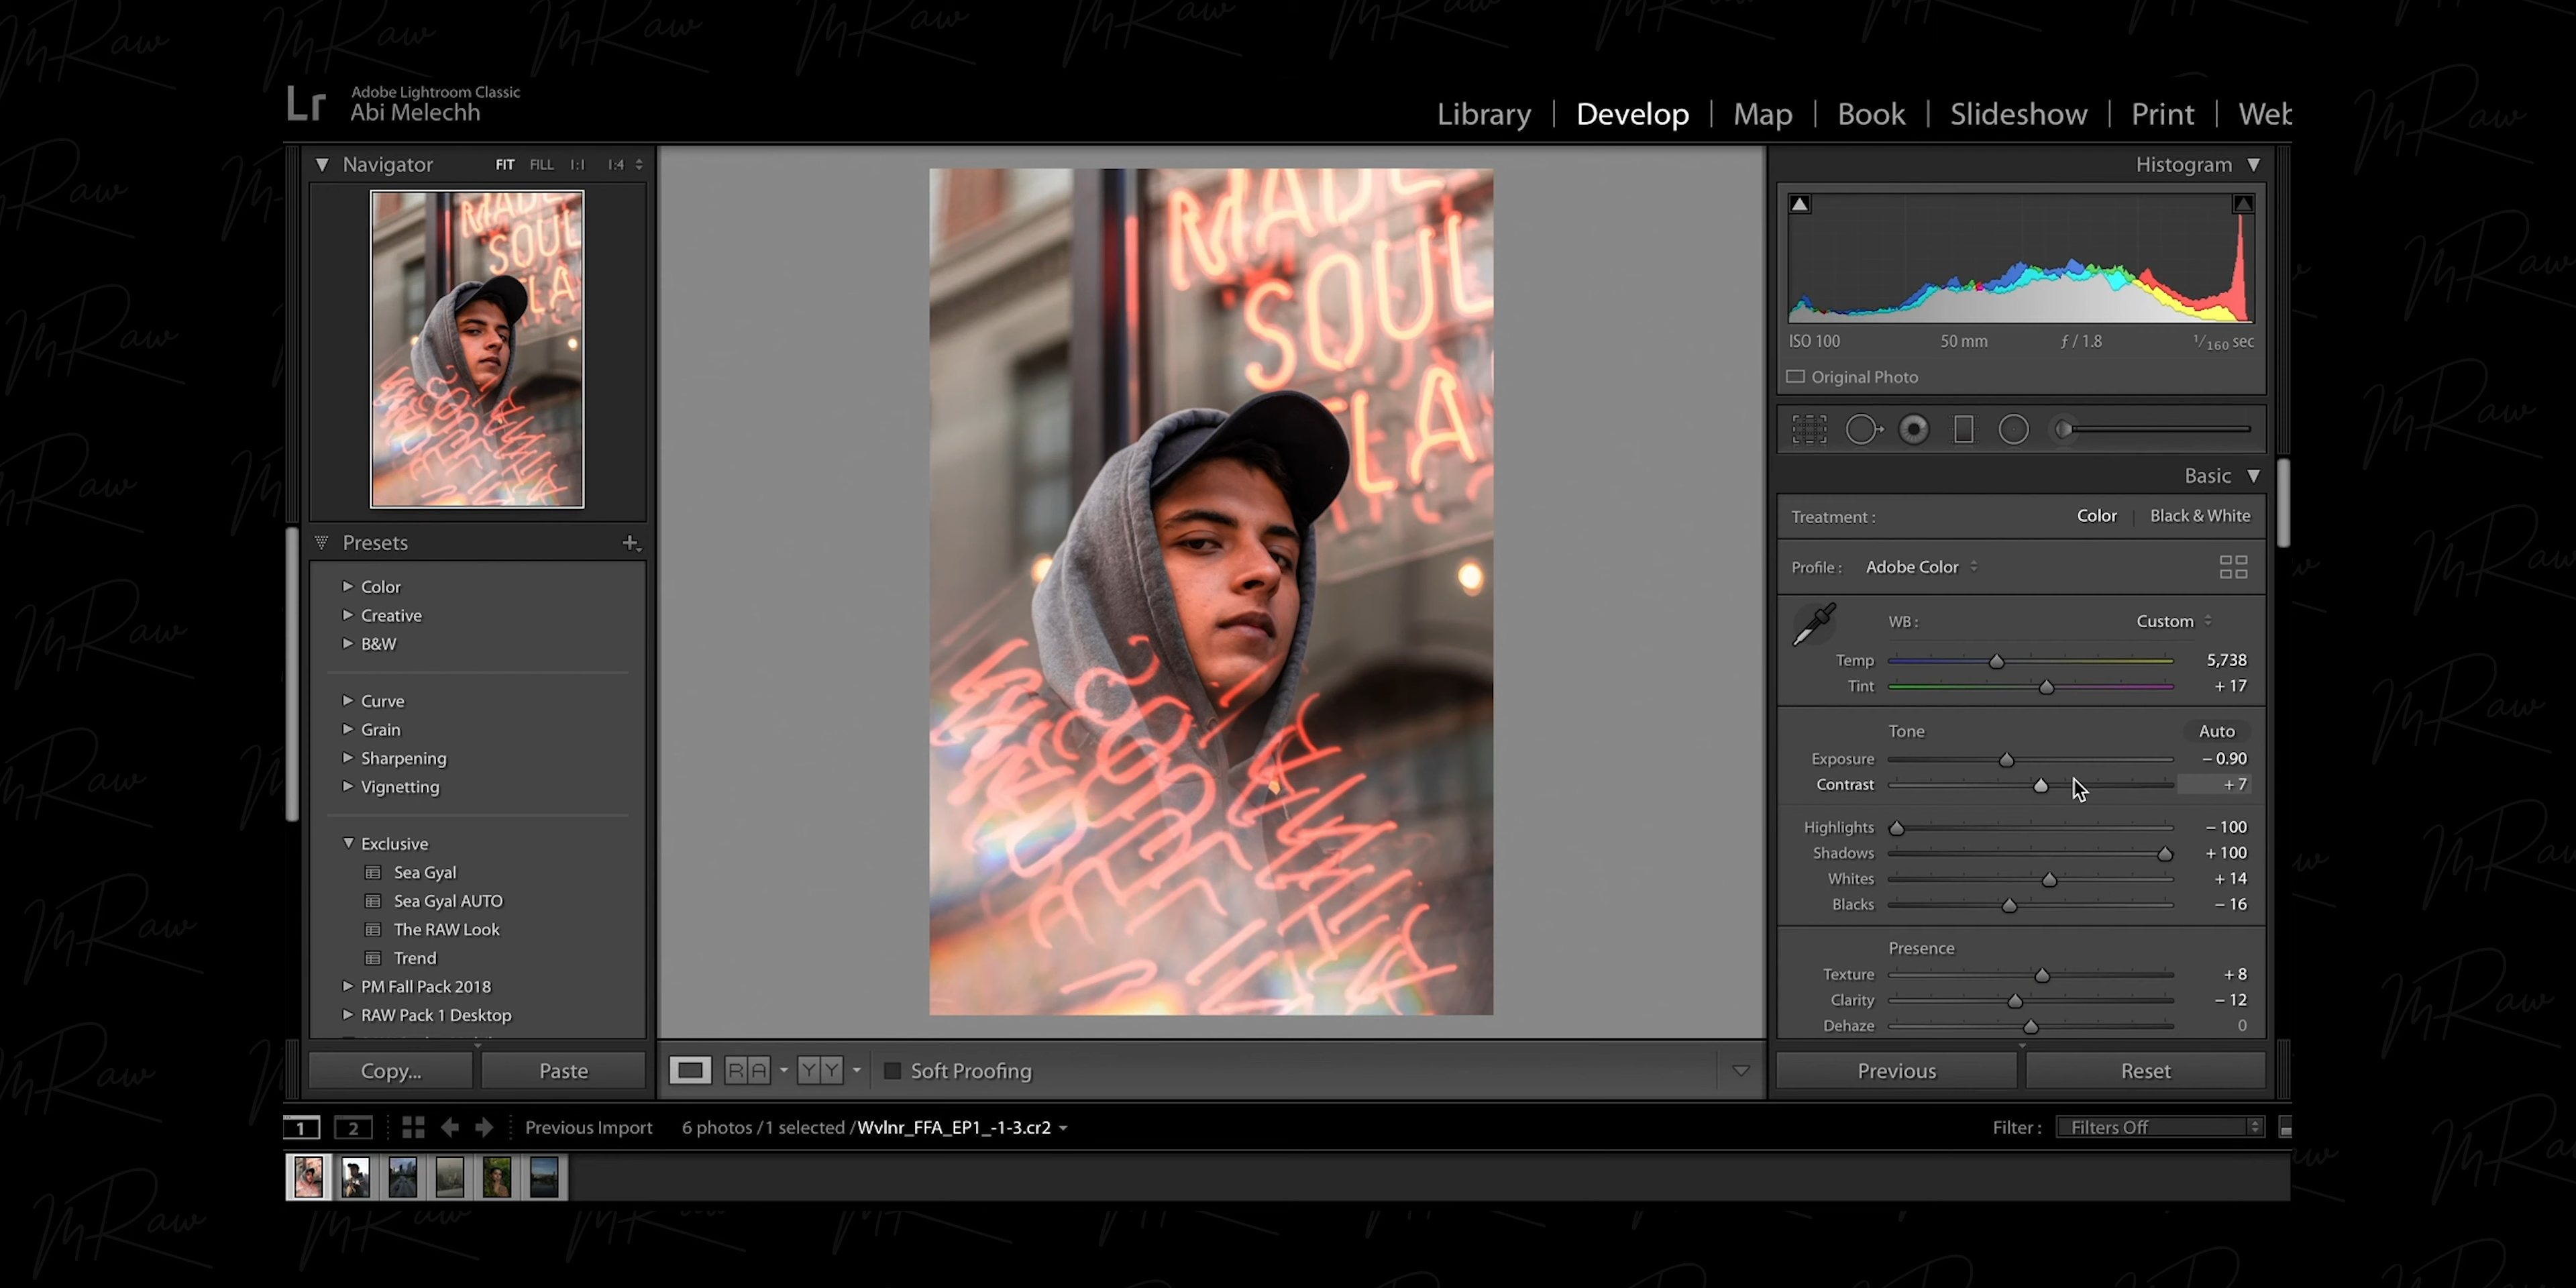 MRaw
Lr
Adobe Lightroom Classic
Abi Melechh
Library | Develop | Map | Book | Slideshow | Print | Web
Navigator FIT FILL 1:1 1:4
Presets
Color
Creative
B&W
Curve
Grain
Sharpening
Vignetting
Exclusive
Sea Gyal
Sea Gyal AUTO
The RAW Look
Trend
PM Fall Pack 2018
RAW Pack 1 Desktop
Copy... Paste
MADE
SOUL
LA
Soft Proofing
Histogram
ISO 100 50 mm ƒ / 1.8 1/160 sec
Original Photo
Basic
Treatment : Color | Black & White
Profile : Adobe Color
WB : Custom
Temp 5,738
Tint + 17
Tone Auto
Exposure – 0.90
Contrast + 7
Highlights – 100
Shadows + 100
Whites + 14
Blacks – 16
Presence
Texture + 8
Clarity – 12
Dehaze 0
Previous Reset
1 2 Previous Import 6 photos / 1 selected / Wvlnr_FFA_EP1_-1-3.cr2 Filter : Filters Off